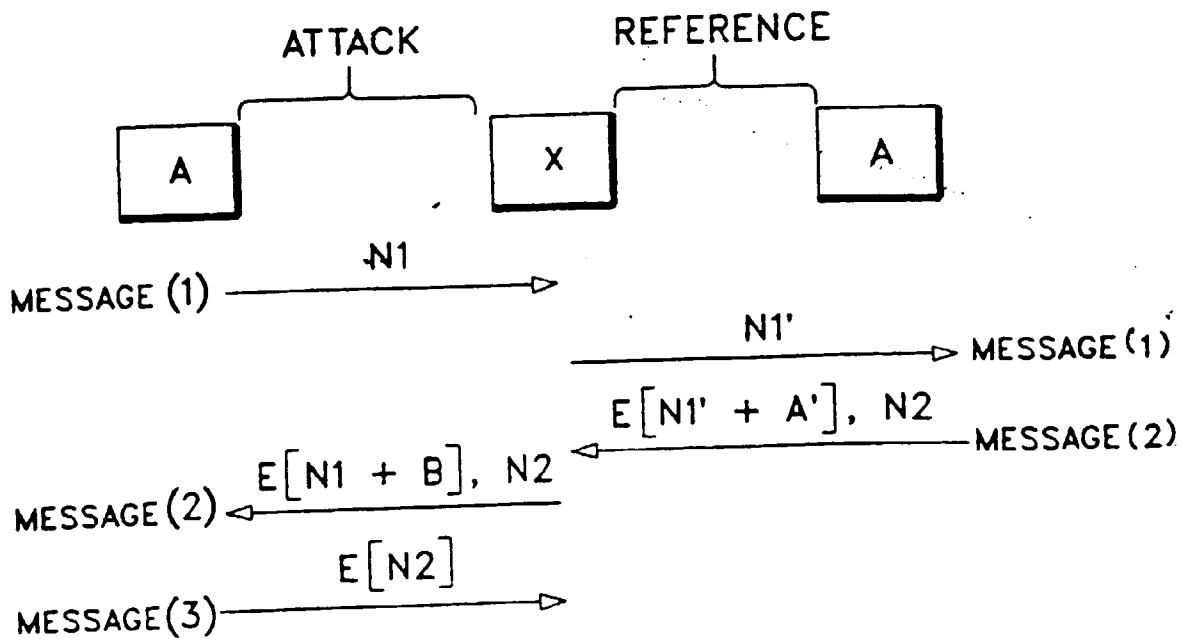 ATTACK
REFERENCE
A
X
A
MESSAGE (1)
N1
N1'
MESSAGE (1)
E[N1' + A'], N2
MESSAGE (2)
E[N1 + B], N2
MESSAGE (2)
E[N2]
MESSAGE (3)